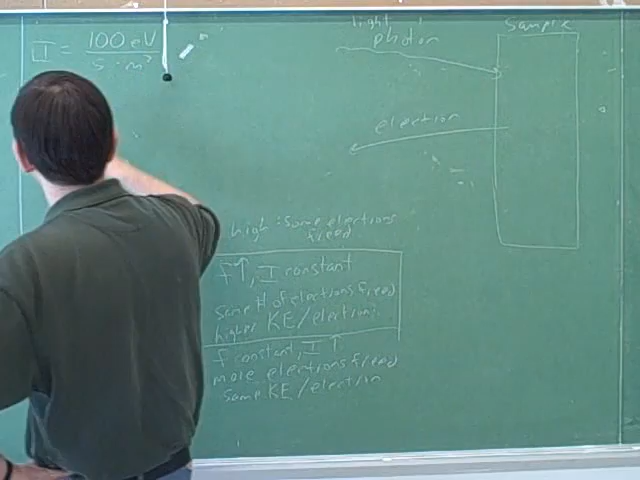 I = 100 eV
s · m²
light
photon
Sample
electron
high : some electrons
freed
f↑, I constant
same # of electrons freed
higher KE/electron
f constant, I ↑
more electrons freed
same KE/electron